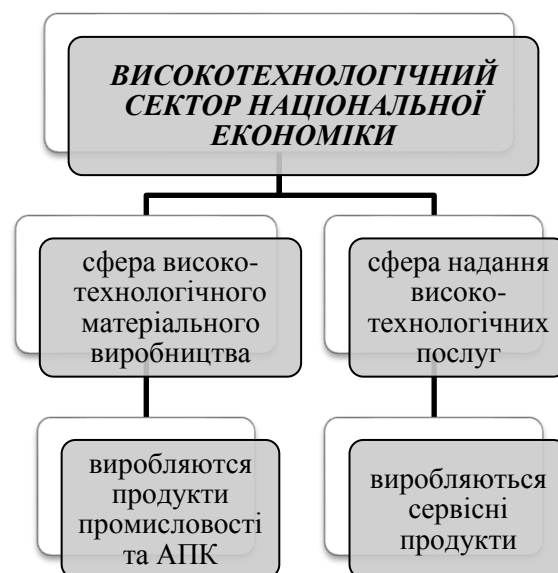 ВИСОКОТЕХНОЛОГІЧНИЙ
СЕКТОР НАЦІОНАЛЬНОЇ
ЕКОНОМІКИ
сфера високо-
технологічного
матеріального
виробництва
сфера надання
високо-
технологічних
послуг
виробляются
продукти
промисловості
та АПК
виробляються
сервісні
продукти